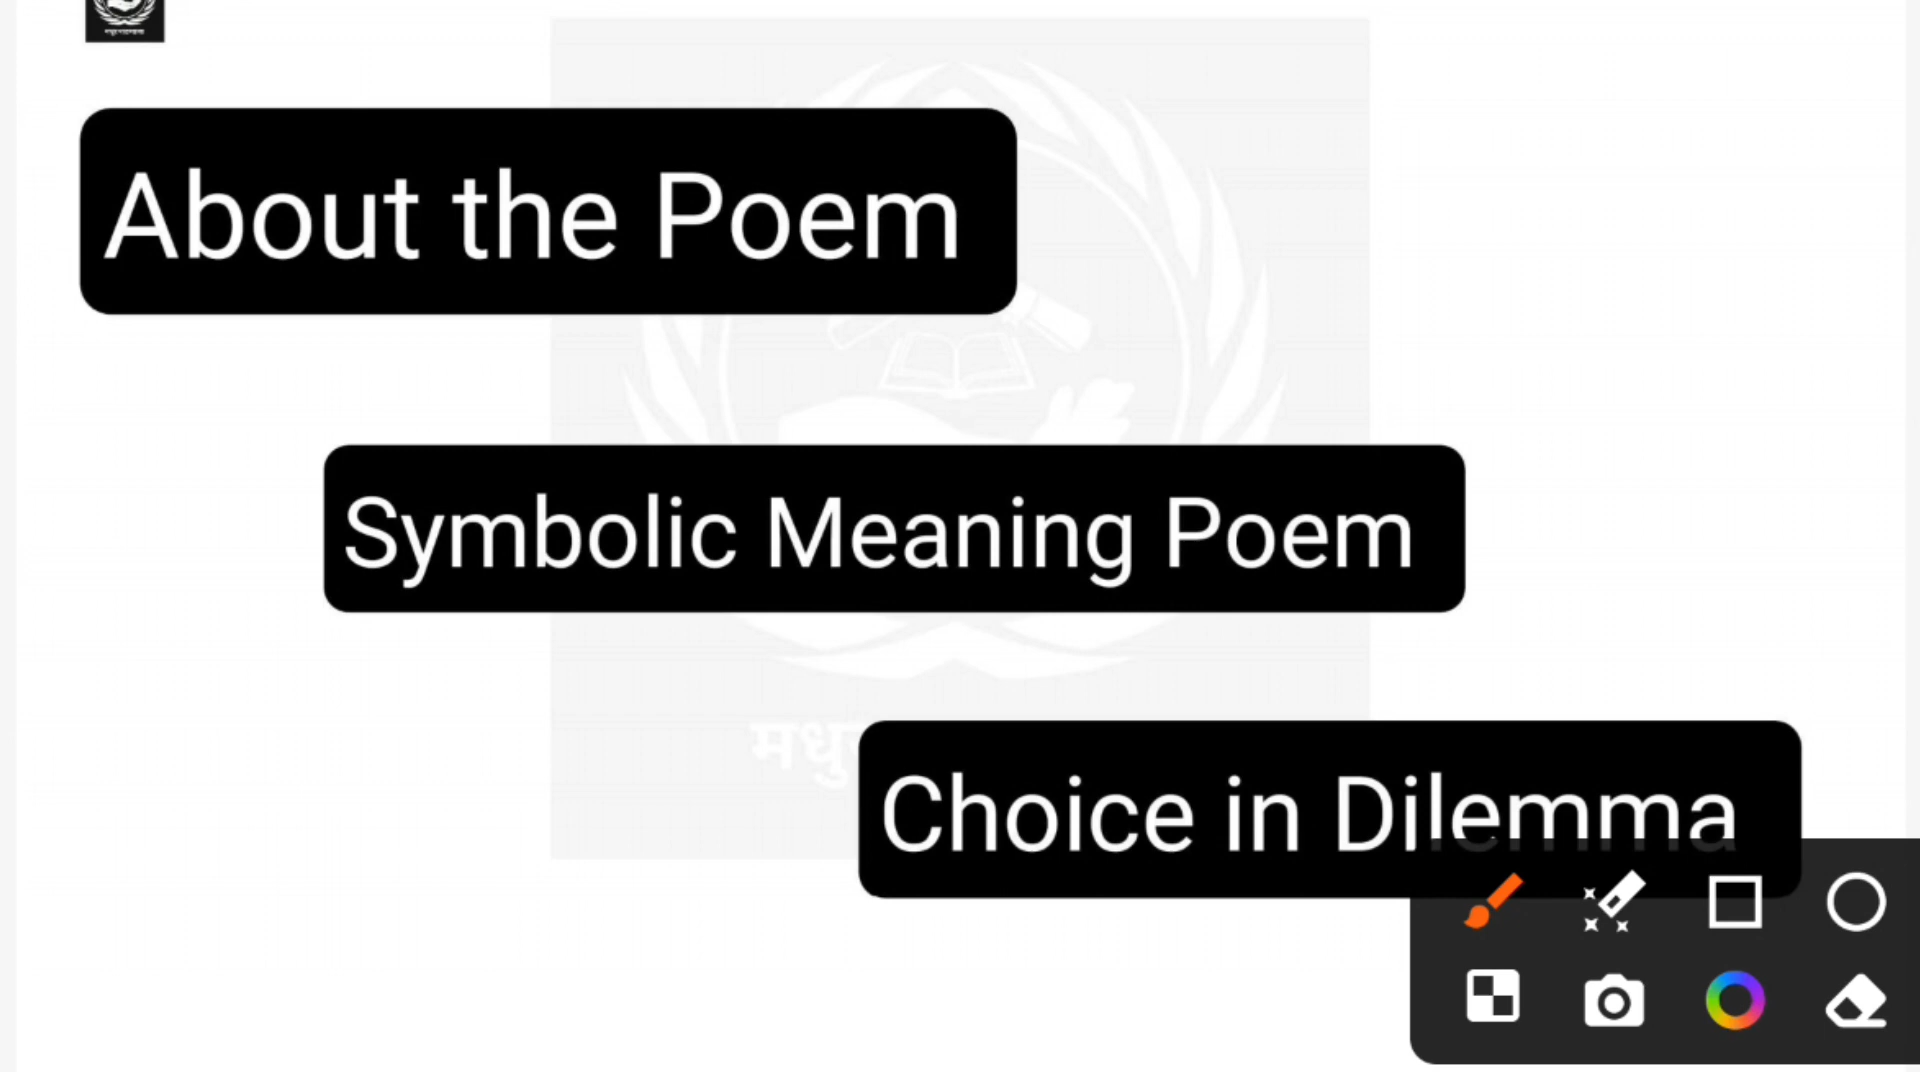 About the Poem
Symbolic Meaning Poem
Choice in Dilemma